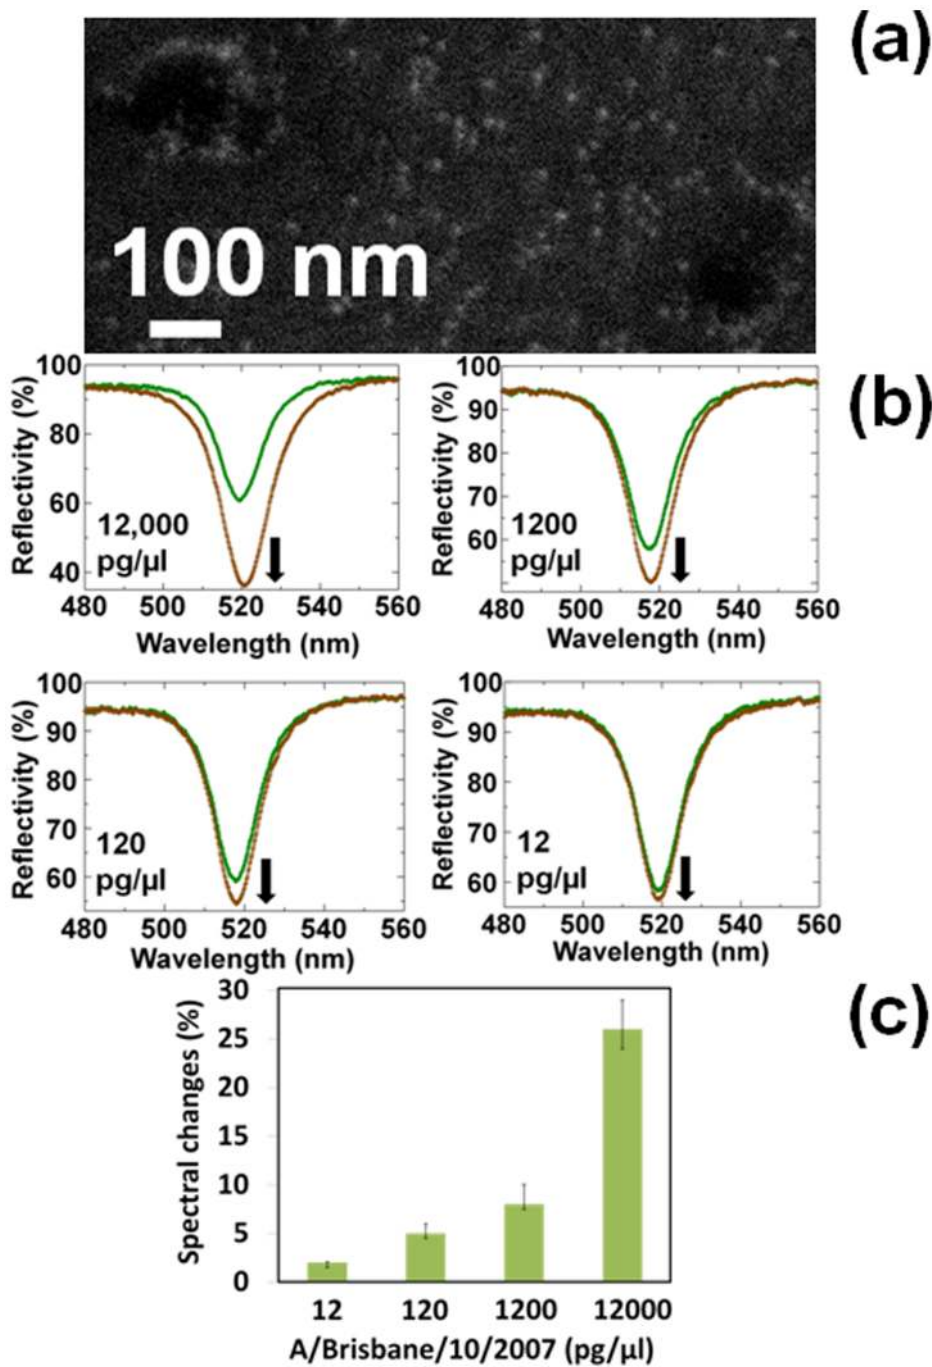 (a)
100 nm
(b)
100
80
60
40
Reflectivity (%)
12,000
pg/µl
480 500 520 540 560
Wavelength (nm)
100
90
80
70
60
Reflectivity (%)
1200
pg/µl
480 500 520 540 560
Wavelength (nm)
100
90
80
70
60
Reflectivity (%)
120
pg/µl
480 500 520 540 560
Wavelength (nm)
100
90
80
70
60
Reflectivity (%)
12
pg/µl
480 500 520 540 560
Wavelength (nm)
(c)
30
25
20
15
10
5
0
Spectral changes (%)
12 120 1200 12000
A/Brisbane/10/2007 (pg/µl)